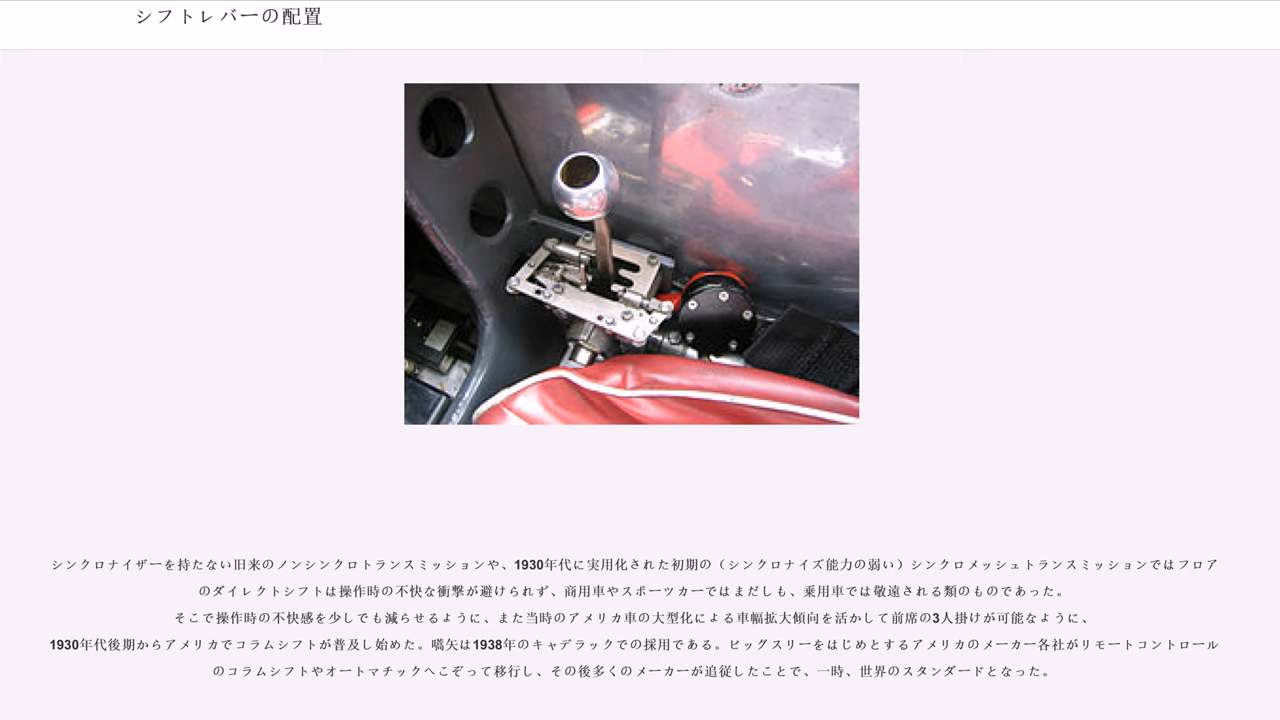 シフトレバーの配置
シンクロナイザーを持たない旧来のノンシンクロトランスミッションや、1930年代に実用化された初期の（シンクロナイズ能力の弱い）シンクロメッシュトランスミッションではフロア
のダイレクトシフトは操作時の不快な衝撃が避けられず、商用車やスポーツカーではまだしも、乗用車では敬遠される類のものであった。
そこで操作時の不快感を少しでも減らせるように、また当時のアメリカ車の大型化による車幅拡大傾向を活かして前席の3人掛けが可能なように、
1930年代後期からアメリカでコラムシフトが普及し始めた。嚆矢は1938年のキャデラックでの採用である。ビッグスリーをはじめとするアメリカのメーカー各社がリモートコントロール
のコラムシフトやオートマチックへこぞって移行し、その後多くのメーカーが追従したことで、一時、世界のスタンダードとなった。